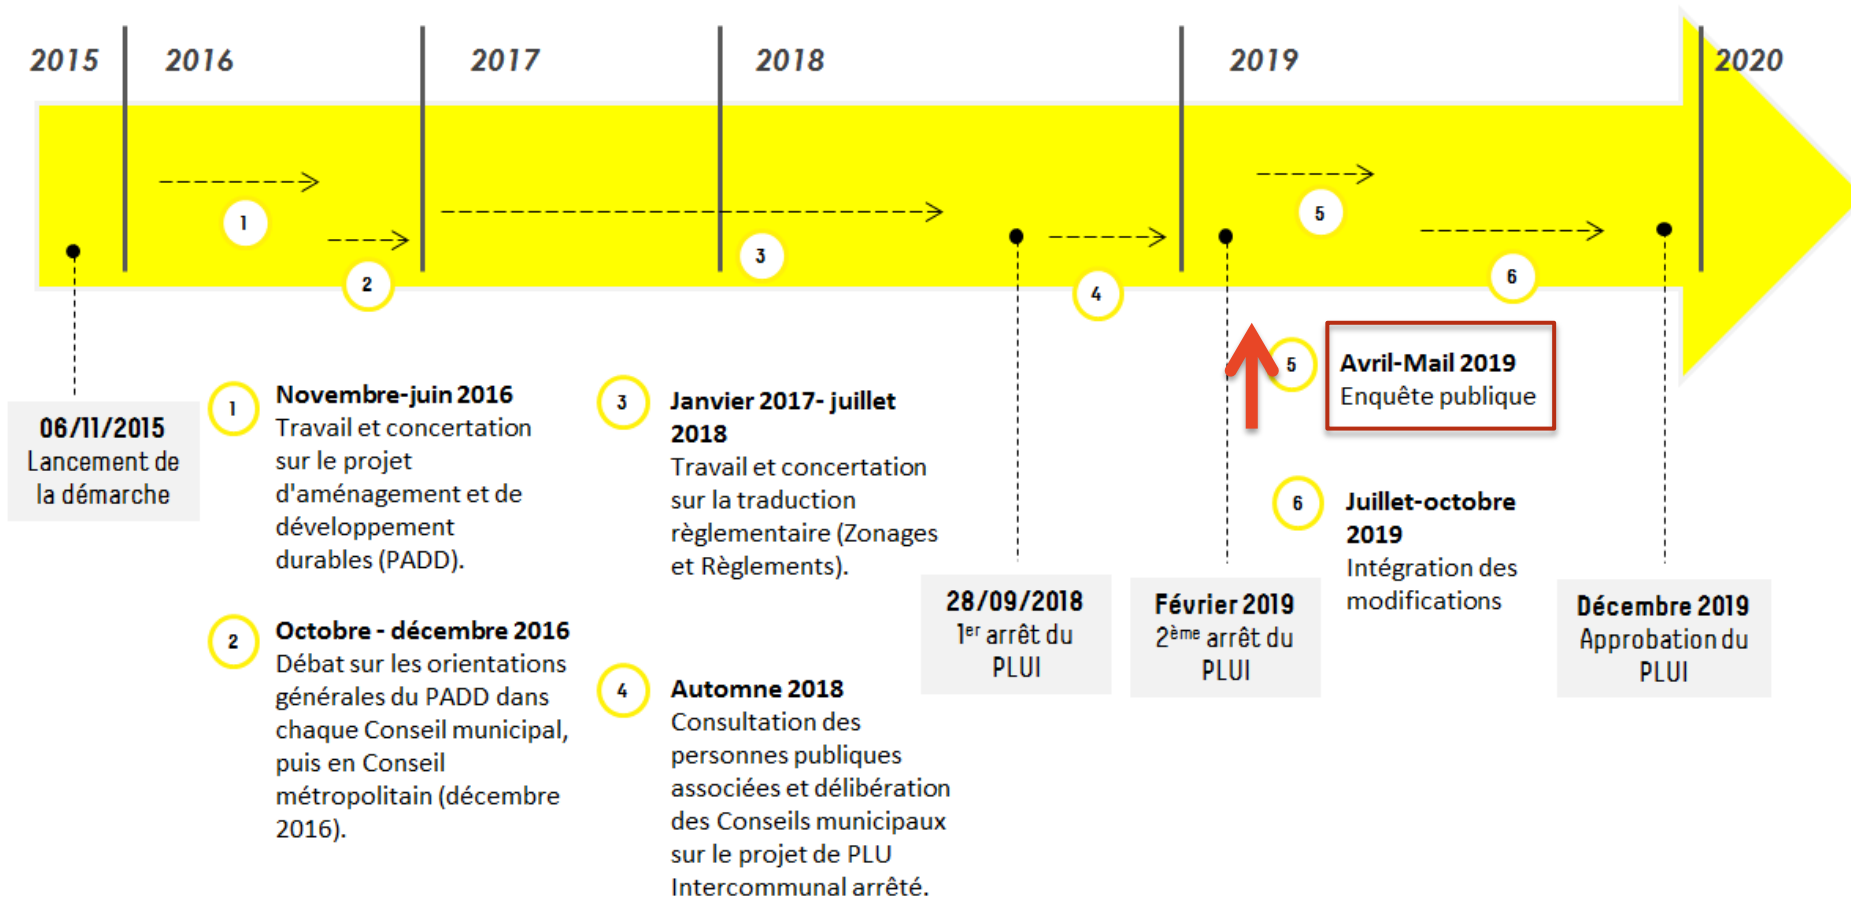 2015
2016
2017
2018
2019
2020
1
2
3
4
5
6
06/11/2015
Lancement de
la démarche
1
Novembre-juin 2016
Travail et concertation
sur le projet
d'aménagement et de
développement
durables (PADD).
2
Octobre - décembre 2016
Débat sur les orientations
générales du PADD dans
chaque Conseil municipal,
puis en Conseil
métropolitain (décembre
2016).
3
Janvier 2017- juillet
2018
Travail et concertation
sur la traduction
règlementaire (Zonages
et Règlements).
4
Automne 2018
Consultation des
personnes publiques
associées et délibération
des Conseils municipaux
sur le projet de PLU
Intercommunal arrêté.
28/09/2018
1er arrêt du
PLUI
Février 2019
2ème arrêt du
PLUI
5
Avril-Mail 2019
Enquête publique
6
Juillet-octobre
2019
Intégration des
modifications
Décembre 2019
Approbation du
PLUI